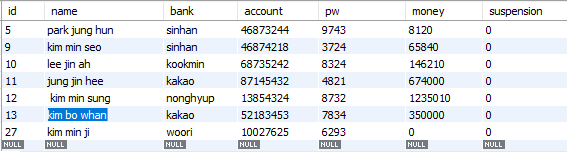 id name bank account pw money suspension
5 park jung hun sinhan 46873244 9743 8120 0
9 kim min seo sinhan 46874218 3724 65840 0
10 lee jin ah kookmin 68735242 8324 146210 0
11 jung jin hee kakao 87145432 4821 674000 0
12 kim min sung nonghyup 13854324 8732 1235010 0
13 kim bo whan kakao 52183453 7834 350000 0
27 kim min ji woori 10027625 6293 0 0
NULL NULL NULL NULL NULL NULL NULL